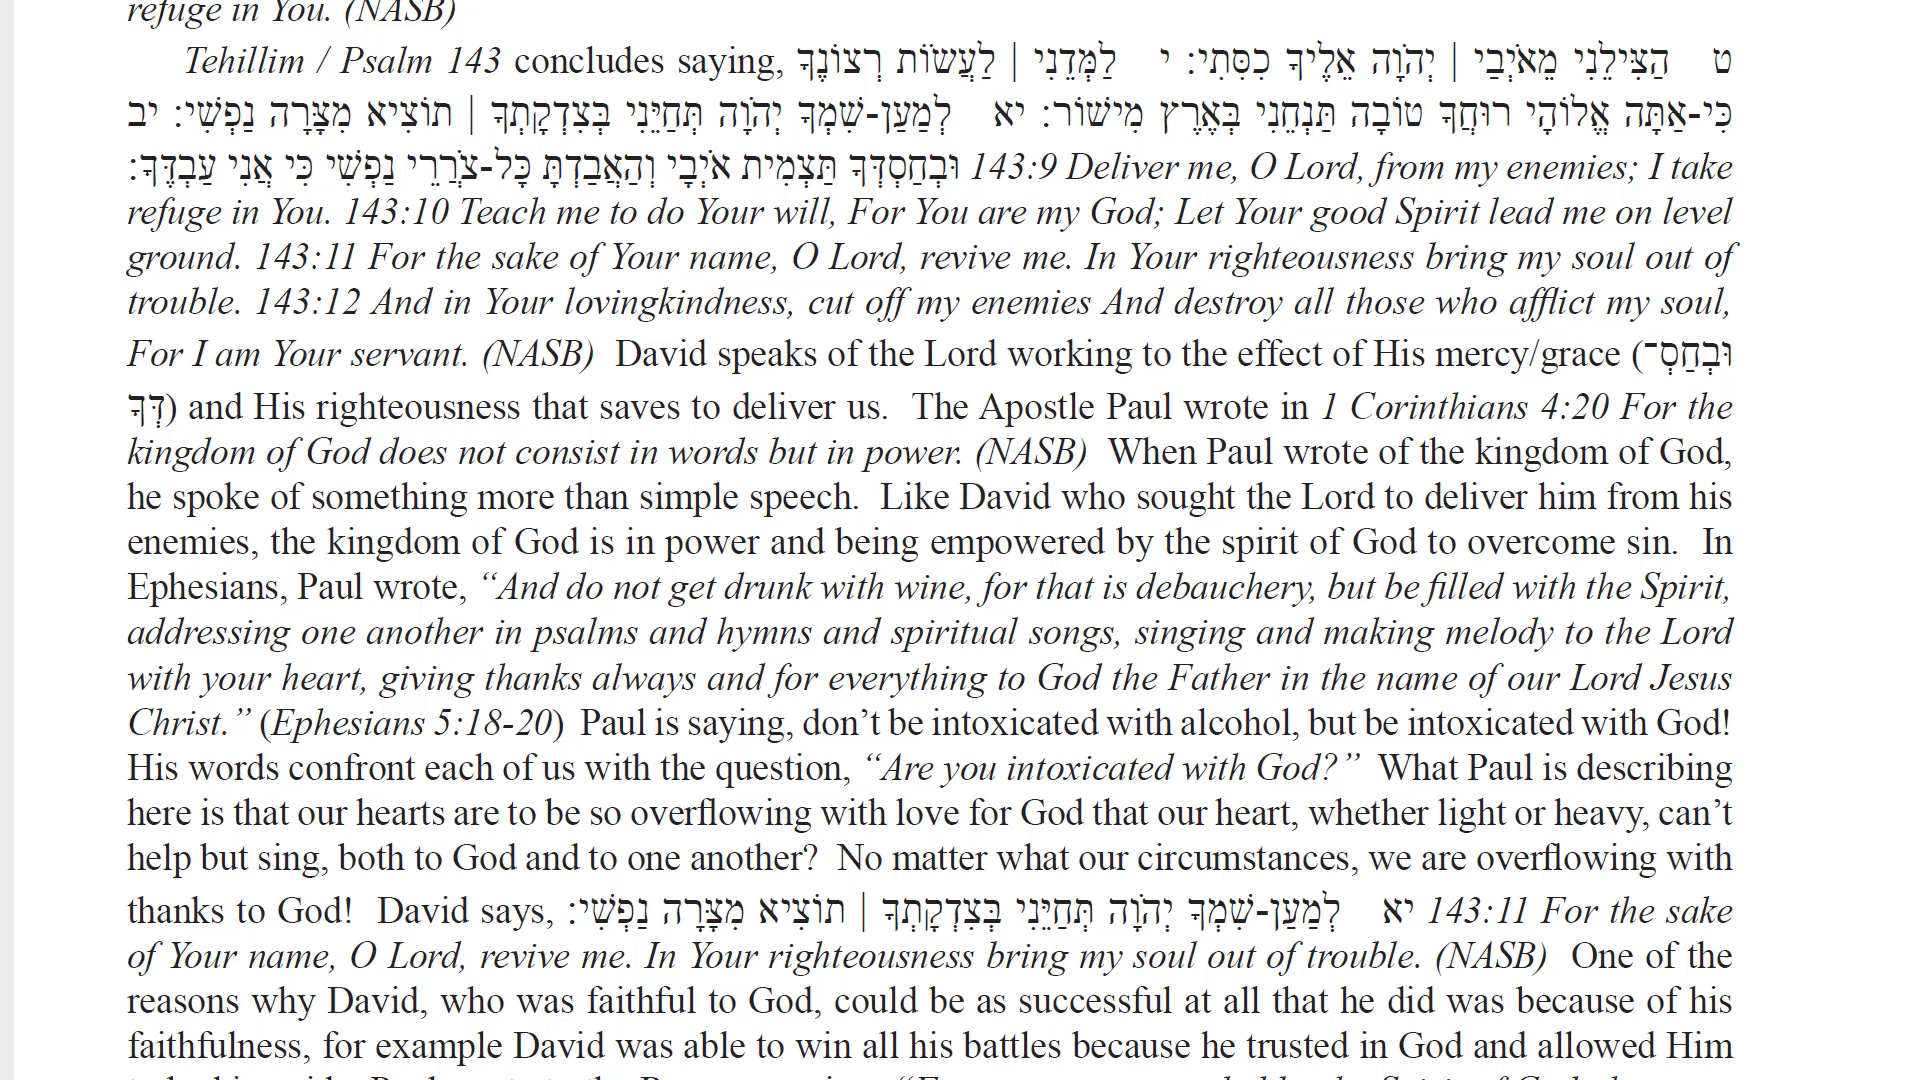 refuge in You. (NASB)
Tehillim / Psalm 143 concludes saying, ט הַצִּילֵנִי מֵאֹיְבַי | יְהֹוָה אֵלֶיךָ כִסִּתִי: י לַמְּדֵנִי | לַעֲשׂוֹת רְצוֹנֶךָ
כִּי-אַתָּה אֱלוֹהָי רוּחֲךָ טוֹבָה תַּנְחֵנִי בְּאֶרֶץ מִישׁוֹר: יא לְמַעַן-שִׁמְךָ יְהֹוָה תְּחַיֵּנִי בְּצִדְקָתְךָ | תּוֹצִיא מִצָּרָה נַפְשִׁי: יב
וּבְחַסְדְּךָ תַּצְמִית אֹיְבָי וְהַאֲבַדְתָּ כָּל-צֹרֲרֵי נַפְשִׁי כִּי אֲנִי עַבְדֶּךָ: 143:9 Deliver me, O Lord, from my enemies; I take
refuge in You. 143:10 Teach me to do Your will, For You are my God; Let Your good Spirit lead me on level
ground. 143:11 For the sake of Your name, O Lord, revive me. In Your righteousness bring my soul out of
trouble. 143:12 And in Your lovingkindness, cut off my enemies And destroy all those who afflict my soul,
For I am Your servant. (NASB) David speaks of the Lord working to the effect of His mercy/grace (וּבְחַסְ־
דְּךָ) and His righteousness that saves to deliver us. The Apostle Paul wrote in 1 Corinthians 4:20 For the
kingdom of God does not consist in words but in power. (NASB) When Paul wrote of the kingdom of God,
he spoke of something more than simple speech. Like David who sought the Lord to deliver him from his
enemies, the kingdom of God is in power and being empowered by the spirit of God to overcome sin. In
Ephesians, Paul wrote, “And do not get drunk with wine, for that is debauchery, but be filled with the Spirit,
addressing one another in psalms and hymns and spiritual songs, singing and making melody to the Lord
with your heart, giving thanks always and for everything to God the Father in the name of our Lord Jesus
Christ.” (Ephesians 5:18-20) Paul is saying, don’t be intoxicated with alcohol, but be intoxicated with God!
His words confront each of us with the question, “Are you intoxicated with God?” What Paul is describing
here is that our hearts are to be so overflowing with love for God that our heart, whether light or heavy, can’t
help but sing, both to God and to one another? No matter what our circumstances, we are overflowing with
thanks to God! David says, יא לְמַעַן-שִׁמְךָ יְהֹוָה תְּחַיֵּנִי בְּצִדְקָתְךָ | תּוֹצִיא מִצָּרָה נַפְשִׁי: 143:11 For the sake
of Your name, O Lord, revive me. In Your righteousness bring my soul out of trouble. (NASB) One of the
reasons why David, who was faithful to God, could be as successful at all that he did was because of his
faithfulness, for example David was able to win all his battles because he trusted in God and allowed Him